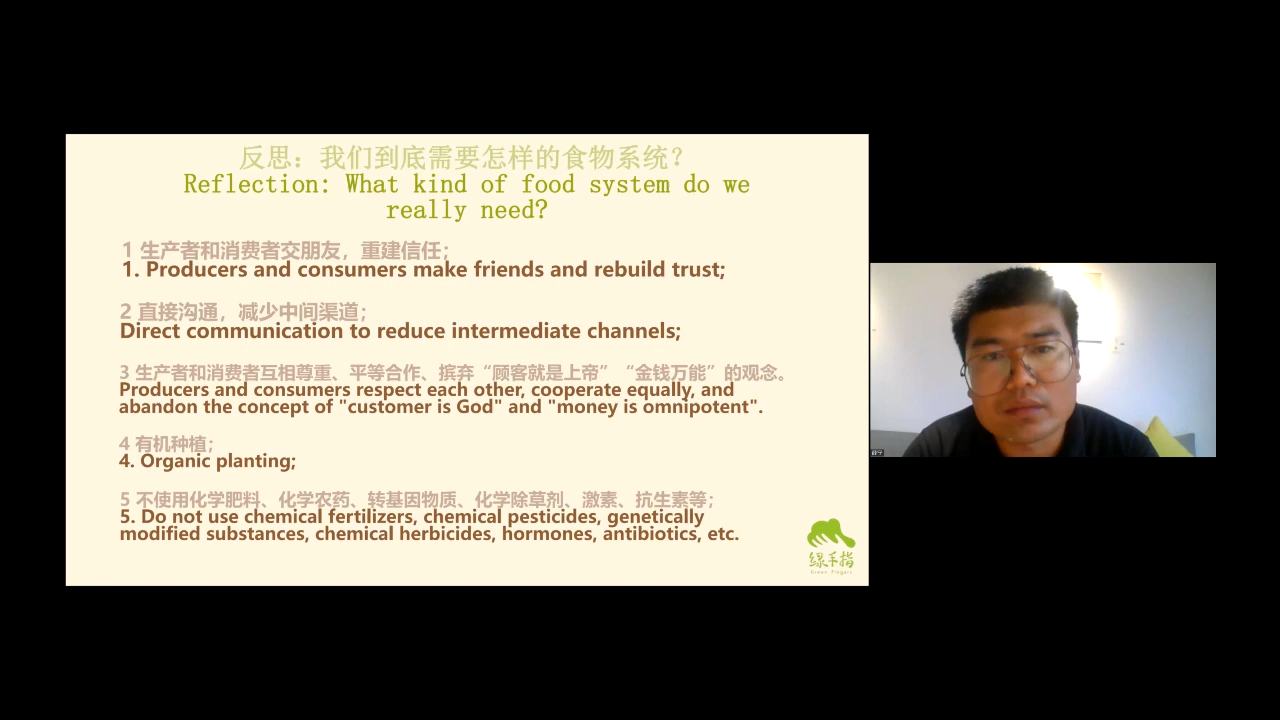 反思：我们到底需要怎样的食物系统？
Reflection: What kind of food system do we
really need?
1 生产者和消费者交朋友，重建信任；
1. Producers and consumers make friends and rebuild trust;
2 直接沟通，减少中间渠道；
Direct communication to reduce intermediate channels;
3 生产者和消费者互相尊重、平等合作、摈弃“顾客就是上帝”“金钱万能”的观念。
Producers and consumers respect each other, cooperate equally, and
abandon the concept of "customer is God" and "money is omnipotent".
4 有机种植；
4. Organic planting;
5 不使用化学肥料、化学农药、转基因物质、化学除草剂、激素、抗生素等；
5. Do not use chemical fertilizers, chemical pesticides, genetically
modified substances, chemical herbicides, hormones, antibiotics, etc.
绿手指
Green Fingers